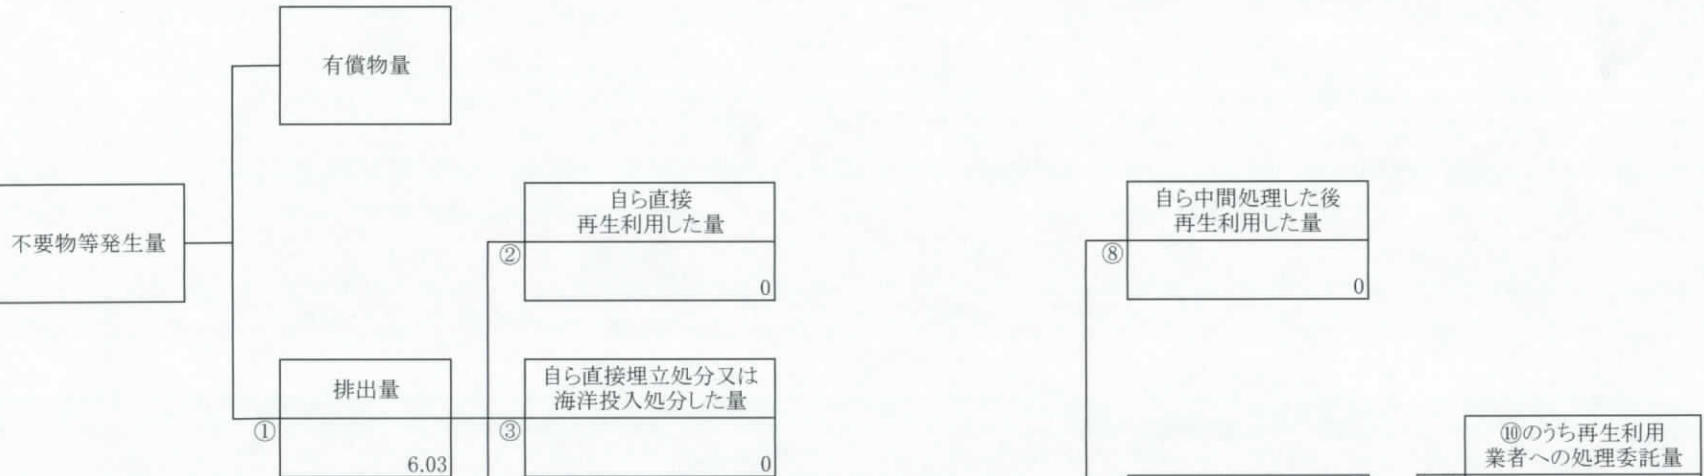 有償物量
不要物等発生量
自ら直接
再生利用した量
②
0
自ら中間処理した後
再生利用した量
⑧
0
排出量
①
6.03
自ら直接埋立処分又は
海洋投入処分した量
③
0
⑩のうち再生利用
業者への処理委託量